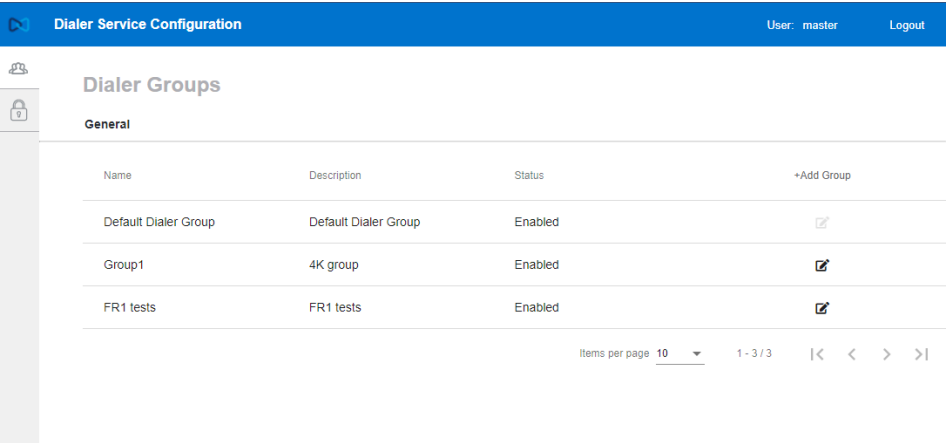 Dialer Service Configuration User: master Logout
Dialer Groups
General
Name Description Status +Add Group
Default Dialer Group Default Dialer Group Enabled
Group1 4K group Enabled
FR1 tests FR1 tests Enabled
Items per page 10 1 - 3 / 3